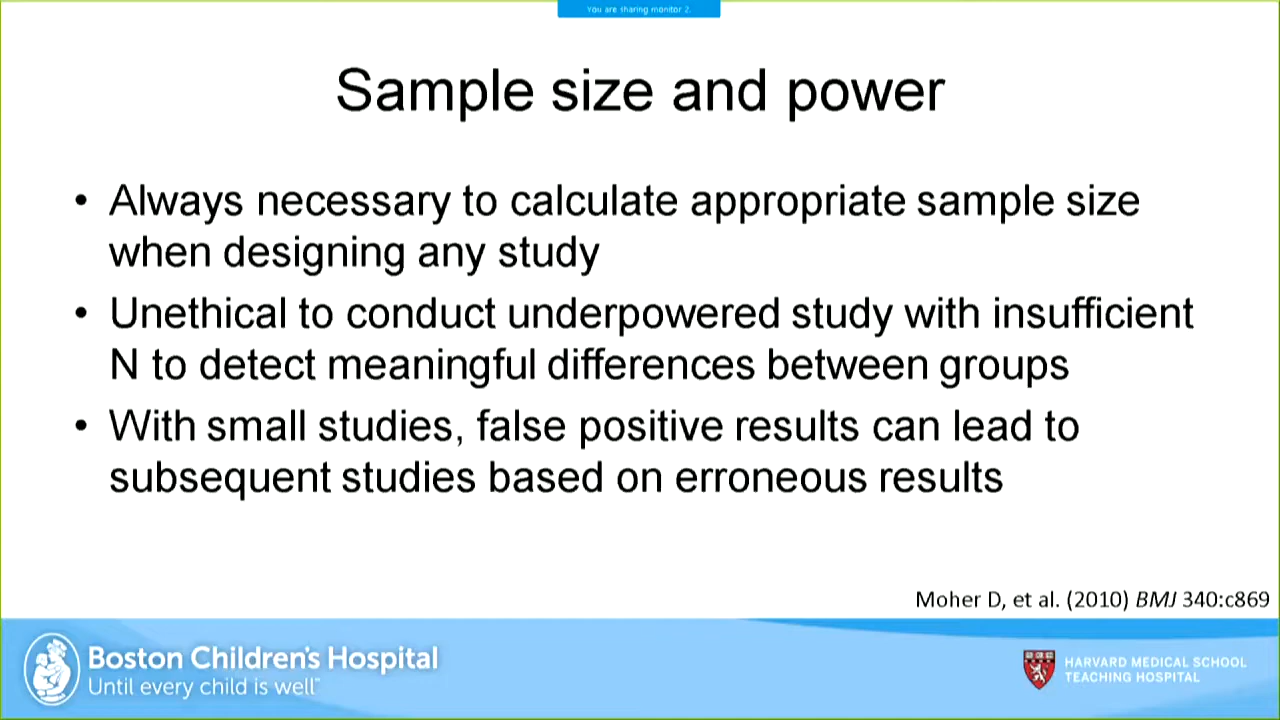 You are sharing monitor 2.
Sample size and power
• Always necessary to calculate appropriate sample size
when designing any study
• Unethical to conduct underpowered study with insufficient
N to detect meaningful differences between groups
• With small studies, false positive results can lead to
subsequent studies based on erroneous results
Moher D, et al. (2010) BMJ 340:c869
Boston Children's Hospital
Until every child is well™
HARVARD MEDICAL SCHOOL
TEACHING HOSPITAL